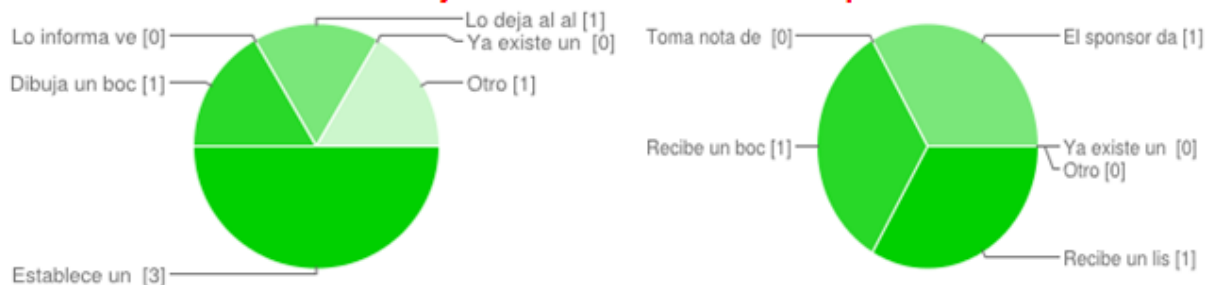 Lo informa ve [0]
Dibuja un boc [1]
Establece un [3]
Lo deja al al [1]
Ya existe un [0]
Otro [1]
Toma nota de [0]
Recibe un boc [1]
El sponsor da [1]
Ya existe un [0]
Otro [0]
Recibe un lis [1]